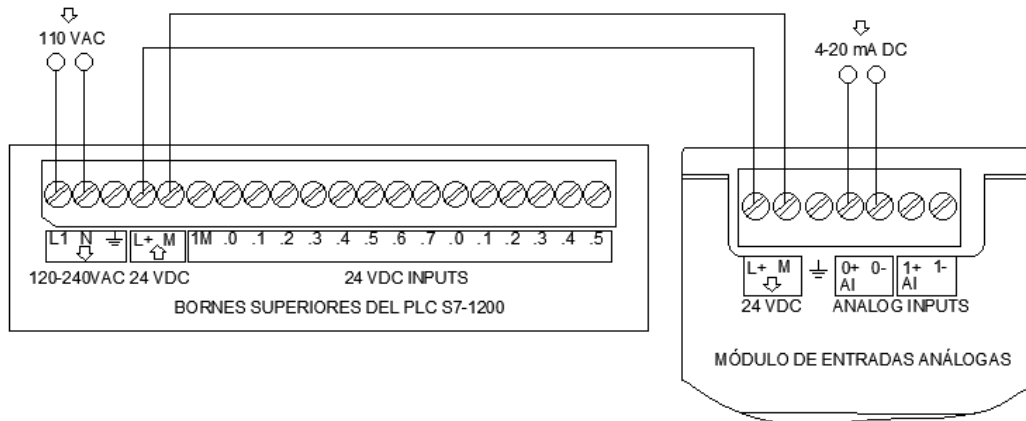 110 VAC
4-20 mA DC
L1 N L+ M 1M .0 .1 .2 .3 .4 .5 .6 .7 .0 .1 .2 .3 .4 .5
120-240VAC 24 VDC 24 VDC INPUTS
BORNES SUPERIORES DEL PLC S7-1200
L+ M 0+ 0- 1+ 1-
AI AI
24 VDC ANALOG INPUTS
MÓDULO DE ENTRADAS ANÁLOGAS